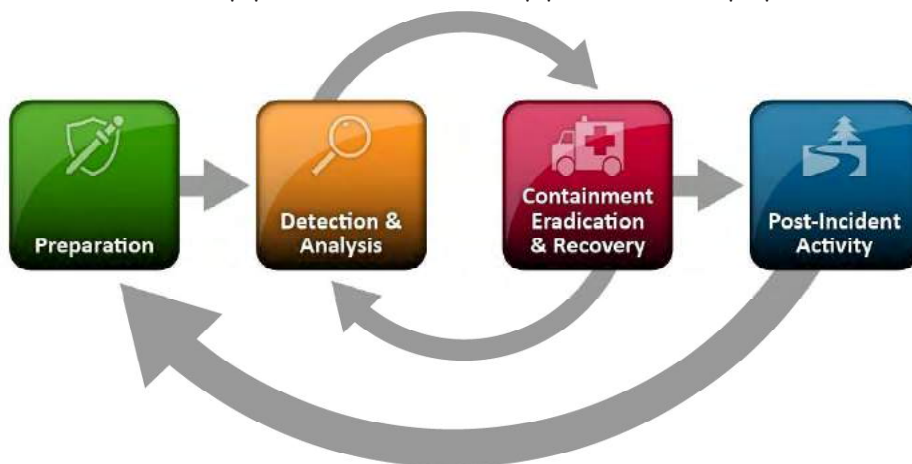 Preparation
Detection &
Analysis
Containment
Eradication
& Recovery
Post-Incident
Activity